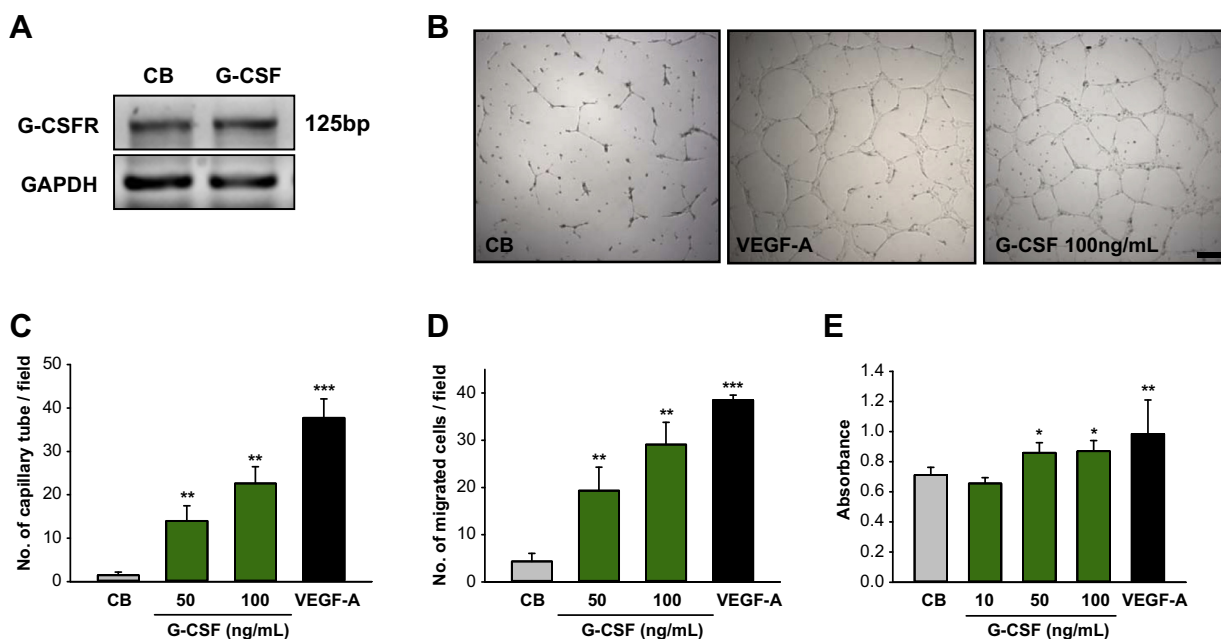 A
CB G-CSF
G-CSFR 125bp
GAPDH
B
CB
VEGF-A
G-CSF 100ng/mL
C
No. of capillary tube / field
50
40
30
20
10
0
**
**
***
CB 50 100 VEGF-A
G-CSF (ng/mL)
D
No. of migrated cells / field
40
30
20
10
0
**
**
***
CB 50 100 VEGF-A
G-CSF (ng/mL)
E
Absorbance
1.4
1.2
1.0
0.8
0.6
0.4
0.2
0.0
*
*
**
CB 10 50 100 VEGF-A
G-CSF (ng/mL)